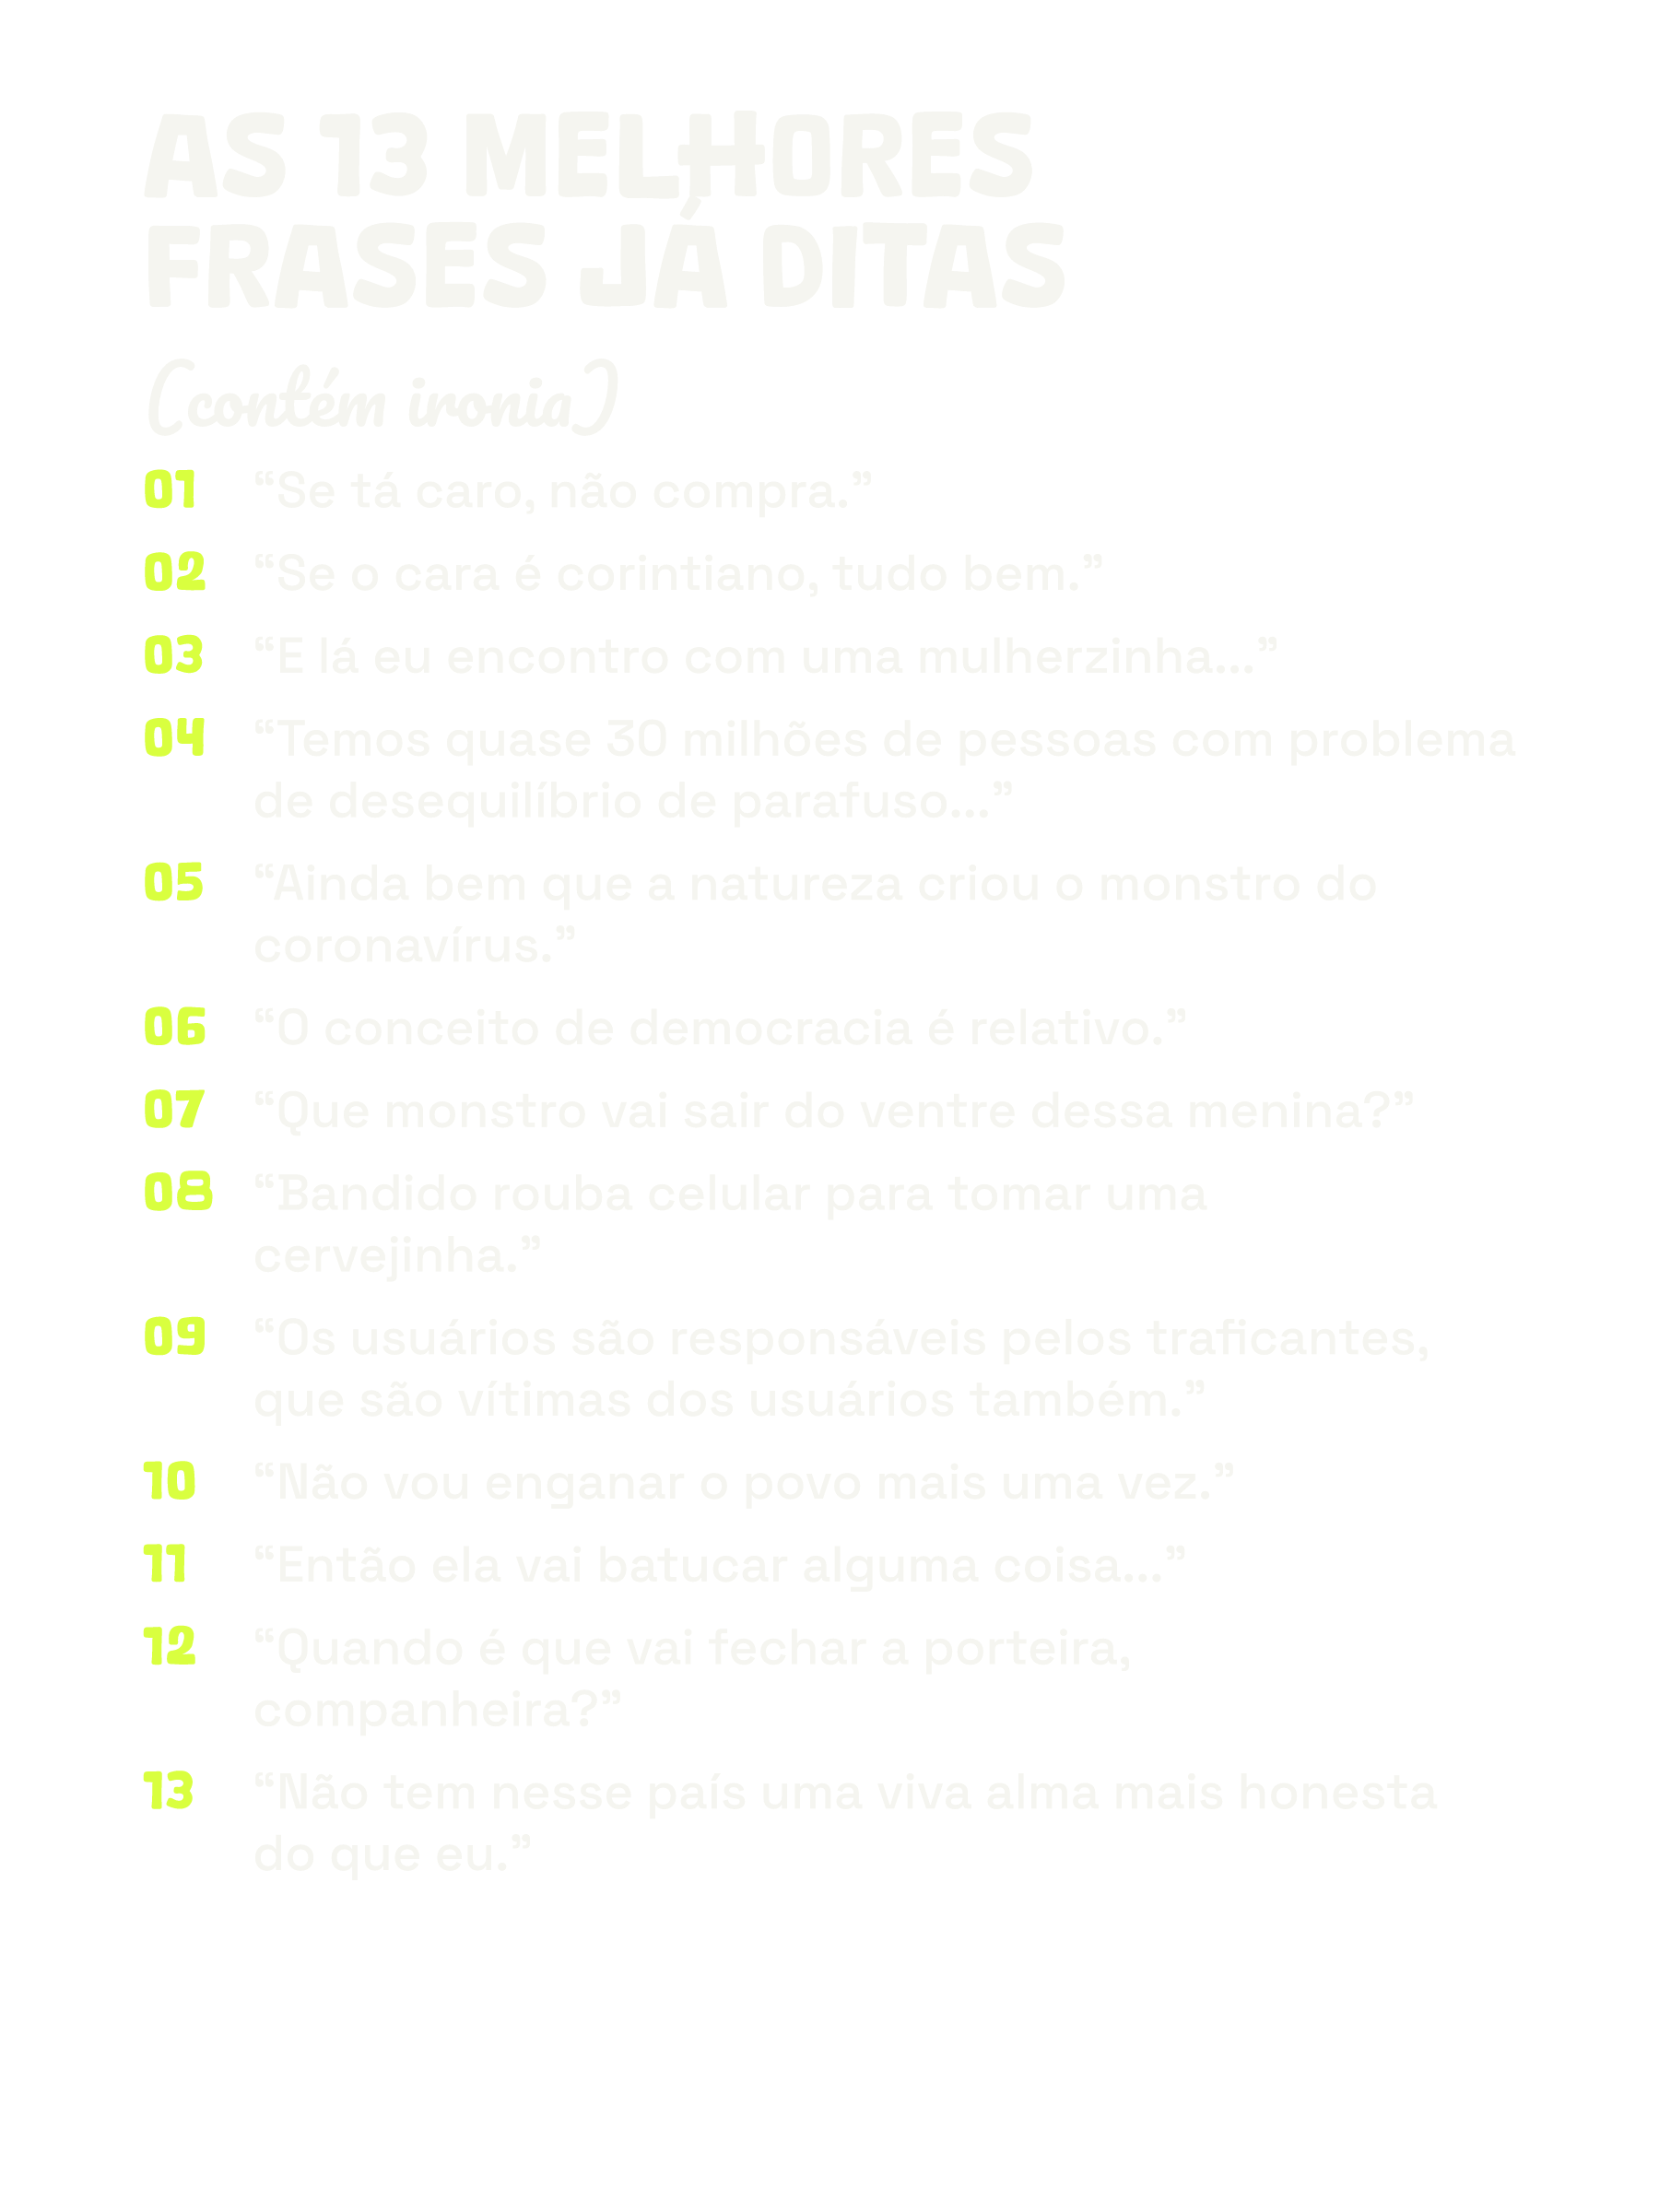 AS 13 MELHORES
FRASES JÁ DITAS
(contém ironia)
01 “Se tá caro, não compra.”
02 “Se o cara é corintiano, tudo bem.”
03 “E lá eu encontro com uma mulherzinha...”
04 “Temos quase 30 milhões de pessoas com problema
de desequilíbrio de parafuso...”
05 “Ainda bem que a natureza criou o monstro do
coronavírus.”
06 “O conceito de democracia é relativo.”
07 “Que monstro vai sair do ventre dessa menina?”
08 “Bandido rouba celular para tomar uma
cervejinha.”
09 “Os usuários são responsáveis pelos traficantes,
que são vítimas dos usuários também.”
10 “Não vou enganar o povo mais uma vez.”
11 “Então ela vai batucar alguma coisa...”
12 “Quando é que vai fechar a porteira,
companheira?”
13 “Não tem nesse país uma viva alma mais honesta
do que eu.”